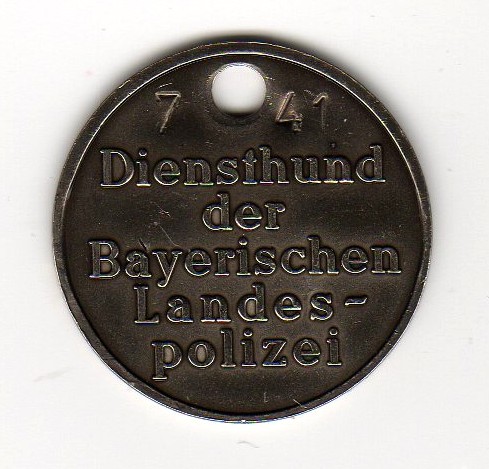 7 41
Diensthund
der
Bayerischen
Landes-
polizei